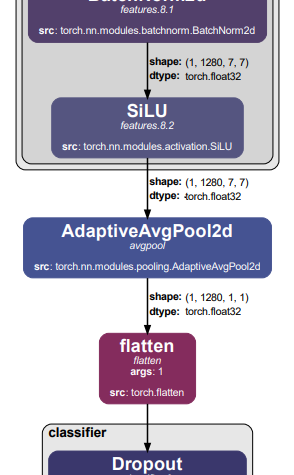 BatchNorm2d
features.8.1
src: torch.nn.modules.batchnorm.BatchNorm2d
shape: (1, 1280, 7, 7)
dtype: torch.float32
SiLU
features.8.2
src: torch.nn.modules.activation.SiLU
shape: (1, 1280, 7, 7)
dtype: torch.float32
AdaptiveAvgPool2d
avgpool
src: torch.nn.modules.pooling.AdaptiveAvgPool2d
shape: (1, 1280, 1, 1)
dtype: torch.float32
flatten
flatten
args: 1
src: torch.flatten
classifier
Dropout